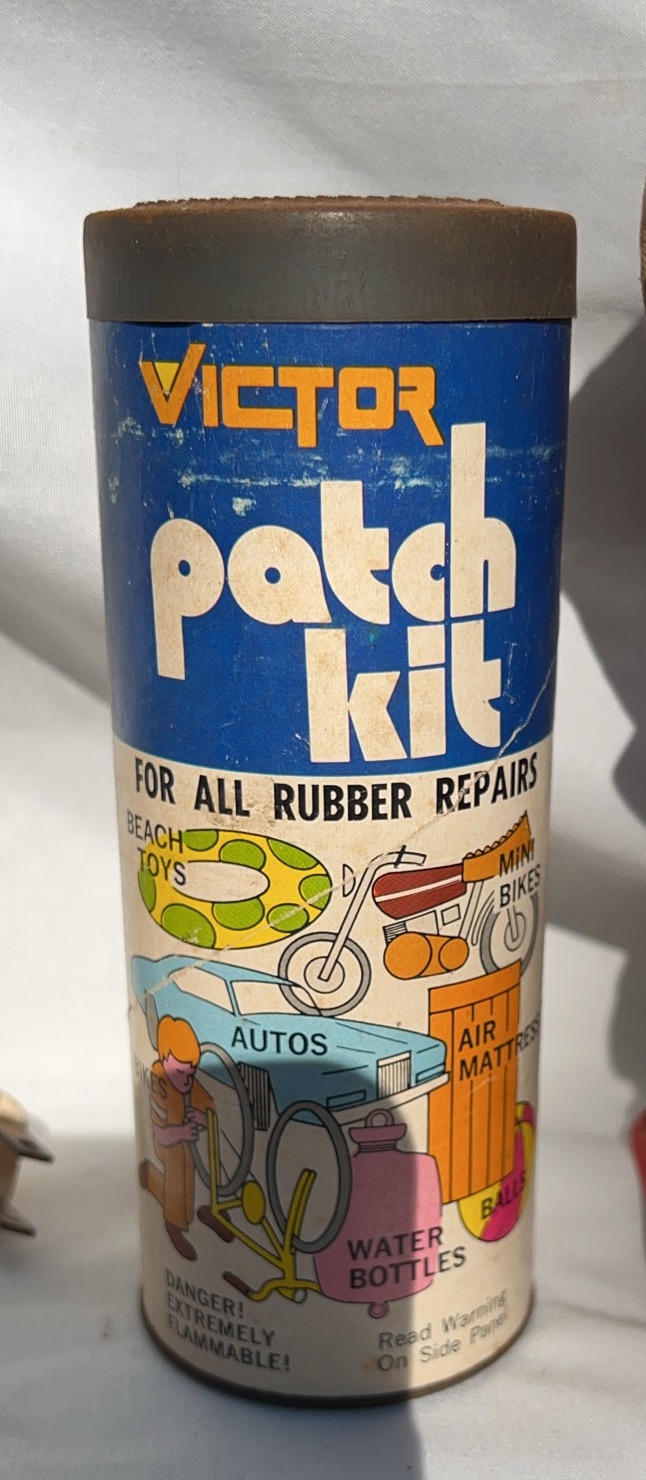 VICTOR
patch
kit
FOR ALL RUBBER REPAIRS
BEACH
TOYS
MINI
BIKES
AUTOS
AIR
MATTRESS
BIKES
BALLS
WATER
BOTTLES
DANGER!
EXTREMELY
FLAMMABLE!
Read Warning
On Side Panel